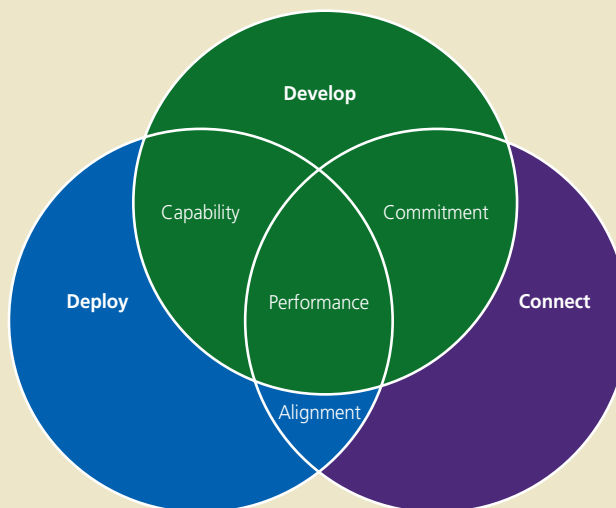 Develop
Capability
Commitment
Deploy
Performance
Connect
Alignment